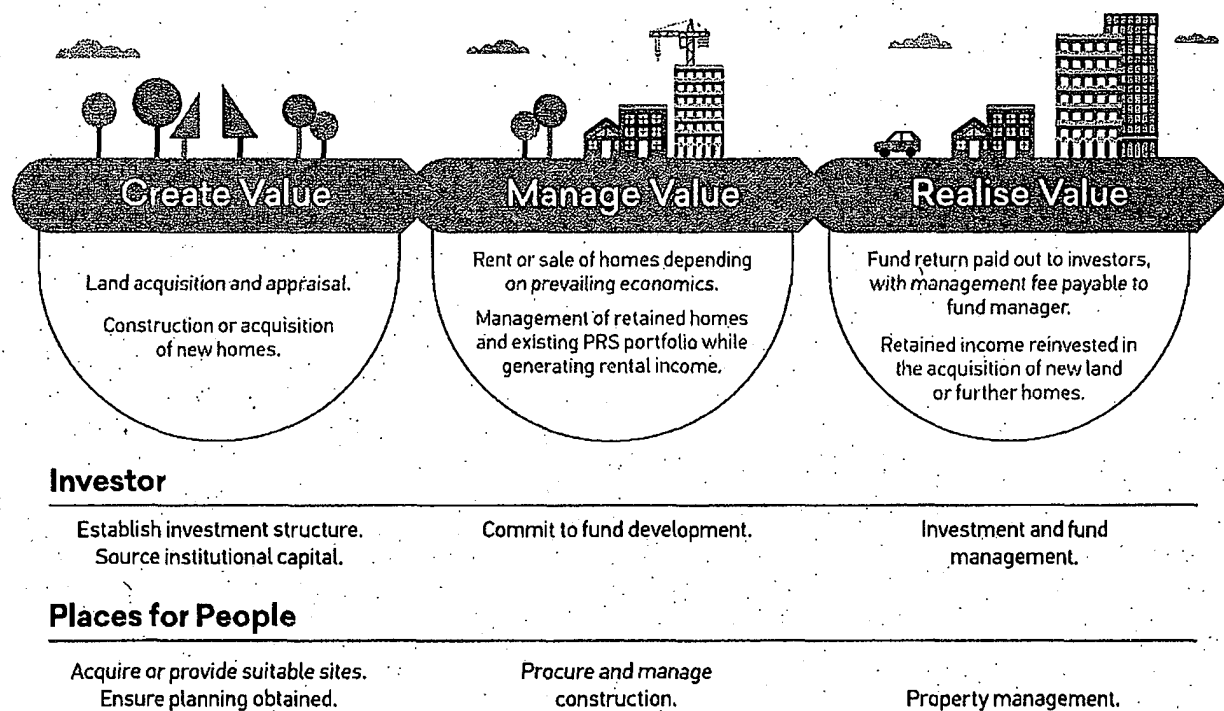 Create Value
Manage Value
Realise Value
Land acquisition and appraisal.
Construction or acquisition
of new homes.
Rent or sale of homes depending
on prevailing economics.
Management of retained homes
and existing PRS portfolio while
generating rental income.
Fund return paid out to investors,
with management fee payable to
fund manager.
Retained income reinvested in
the acquisition of new land
or further homes.
Investor
Establish investment structure.
Source institutional capital.
Commit to fund development.
Investment and fund
management.
Places for People
Acquire or provide suitable sites.
Ensure planning obtained.
Procure and manage
construction.
Property management.